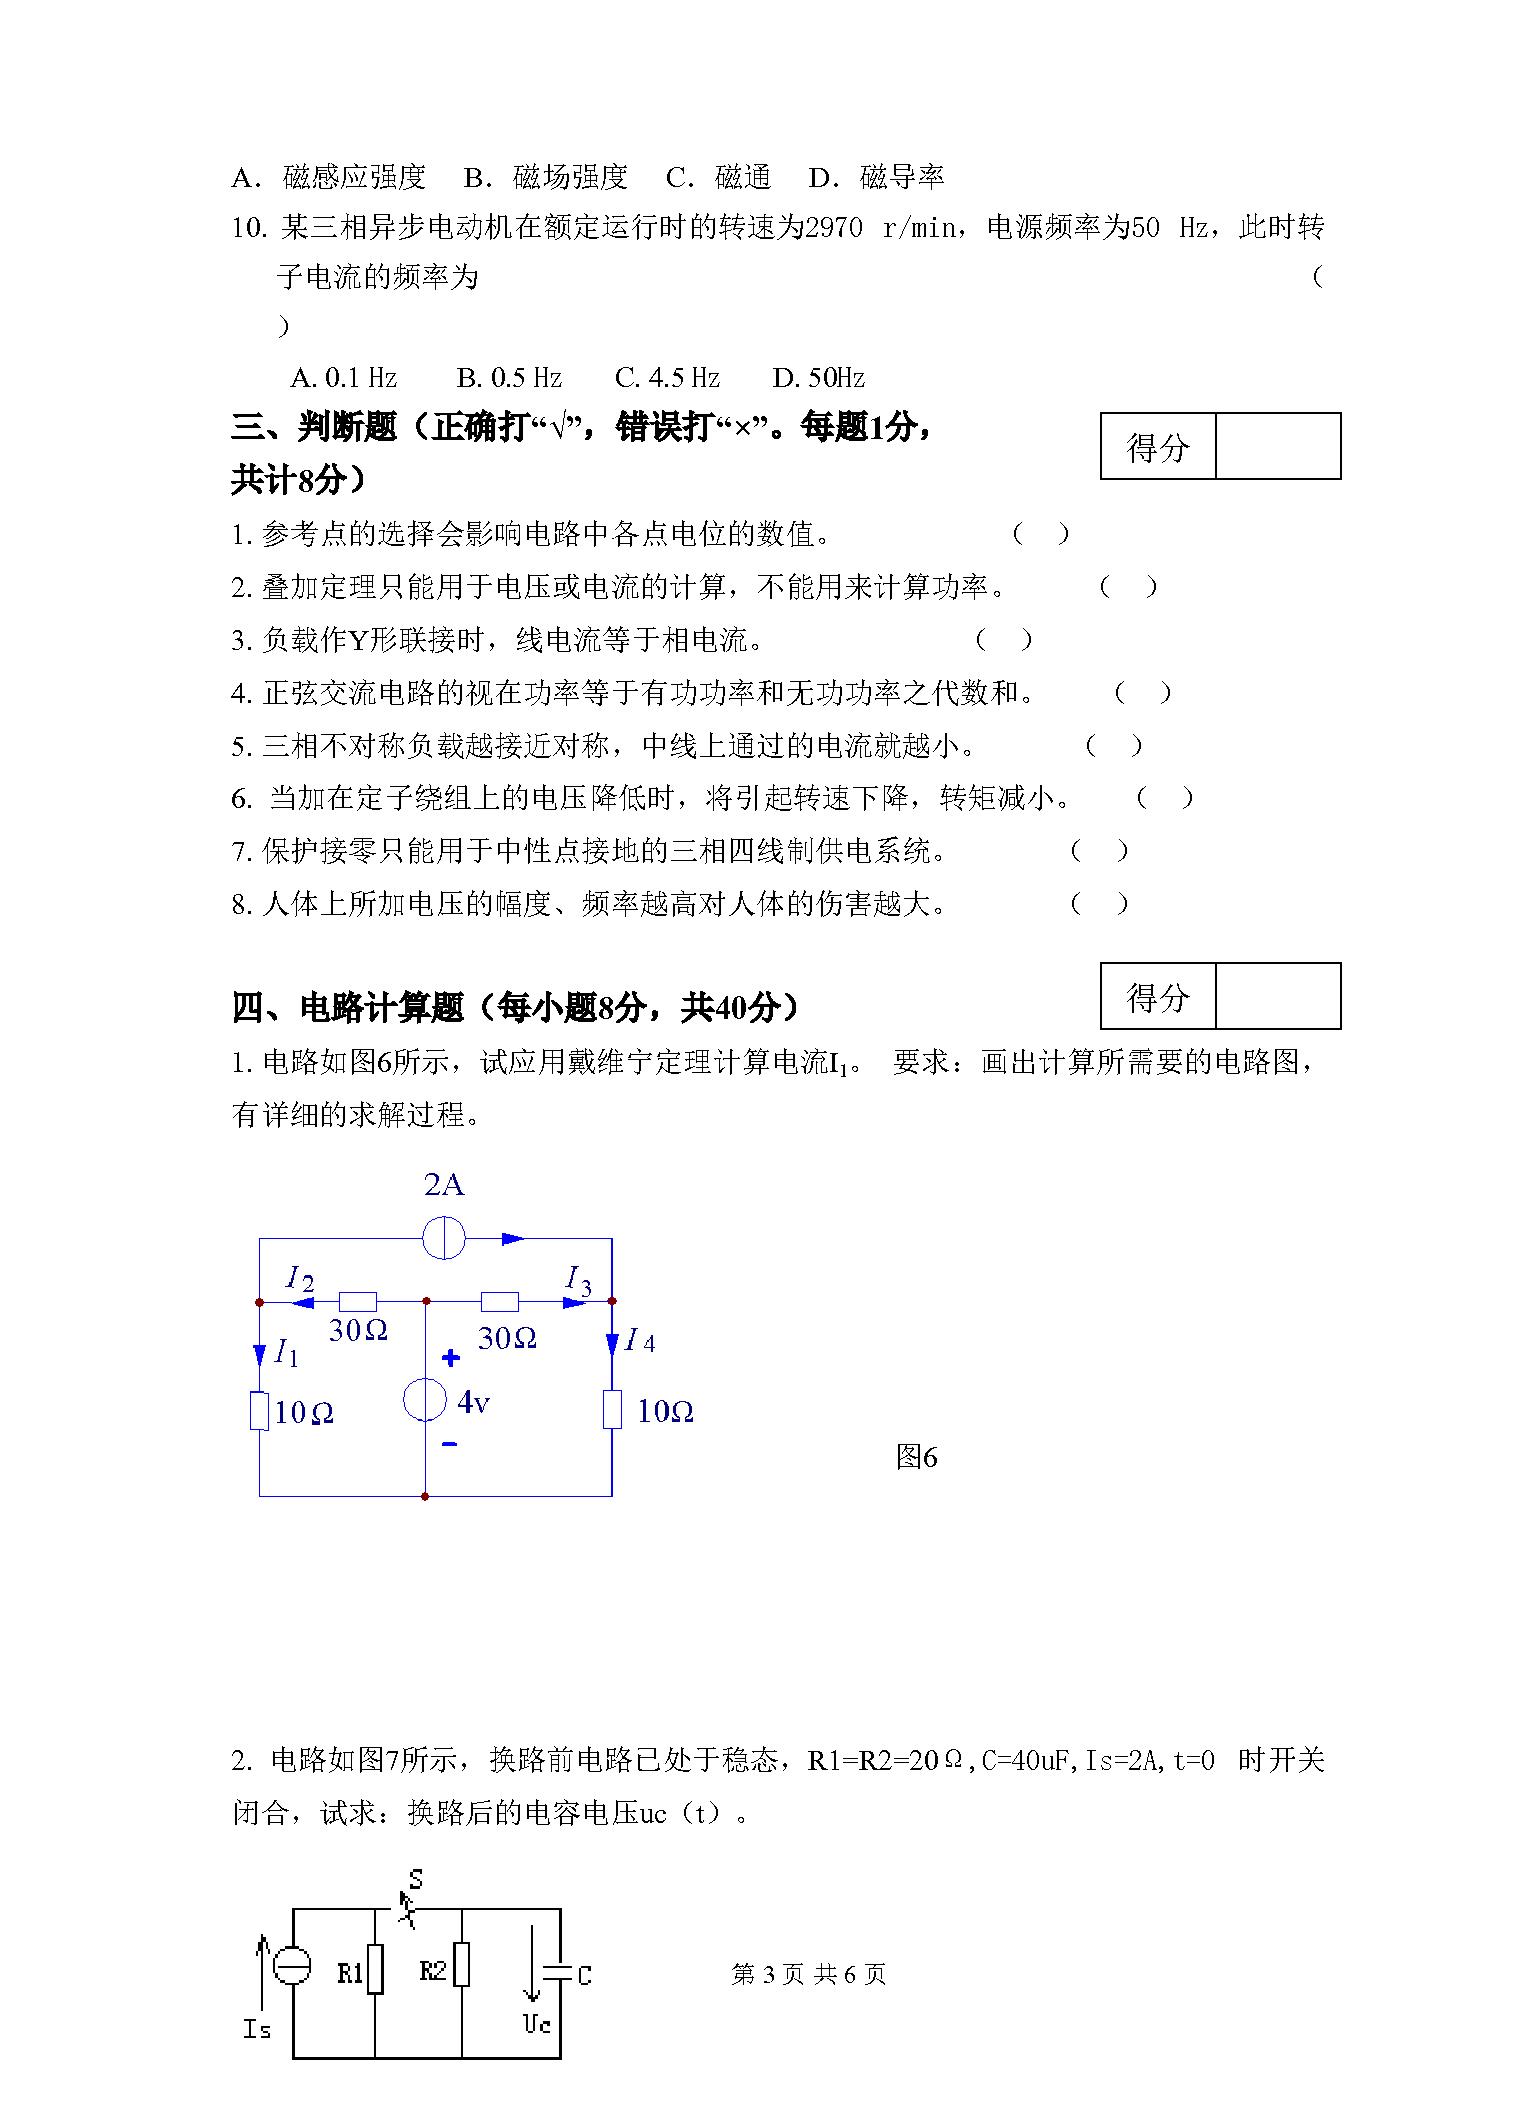 A．磁感应强度 B．磁场强度 C．磁通 D．磁导率
10. 某三相异步电动机在额定运行时的转速为2970 r/min，电源频率为50 Hz，此时转
子电流的频率为 （
）
A. 0.1 Hz B. 0.5 Hz C. 4.5 Hz D. 50Hz
三、判断题（正确打“√”，错误打“×”。每题1分，
共计8分）
得分
1. 参考点的选择会影响电路中各点电位的数值。 （ ）
2. 叠加定理只能用于电压或电流的计算，不能用来计算功率。 （ ）
3. 负载作Y形联接时，线电流等于相电流。 （ ）
4. 正弦交流电路的视在功率等于有功功率和无功功率之代数和。 （ ）
5. 三相不对称负载越接近对称，中线上通过的电流就越小。 （ ）
6. 当加在定子绕组上的电压降低时，将引起转速下降，转矩减小。 （ ）
7. 保护接零只能用于中性点接地的三相四线制供电系统。 （ ）
8. 人体上所加电压的幅度、频率越高对人体的伤害越大。 （ ）
四、电路计算题（每小题8分，共40分）
得分
1. 电路如图6所示，试应用戴维宁定理计算电流I₁。 要求：画出计算所需要的电路图，
有详细的求解过程。
2A
I2 I3
30Ω 30Ω
I1 + I4
10Ω 4v 10Ω
-
图6
2. 电路如图7所示，换路前电路已处于稳态，R1=R2=20Ω,C=40uF,Is=2A,t=0 时开关
闭合，试求：换路后的电容电压uc（t）。
S
R1 R2 C
Is Uc
第 3 页 共 6 页